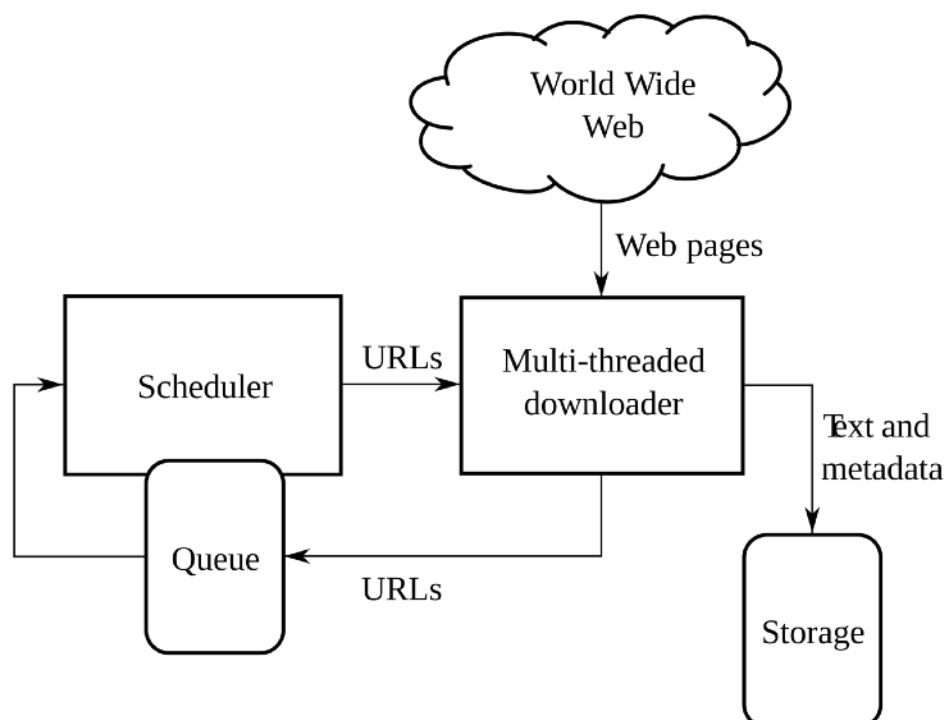 World Wide
Web
Web pages
Scheduler
URLs
Multi-threaded
downloader
Text and
metadata
Queue
URLs
Storage